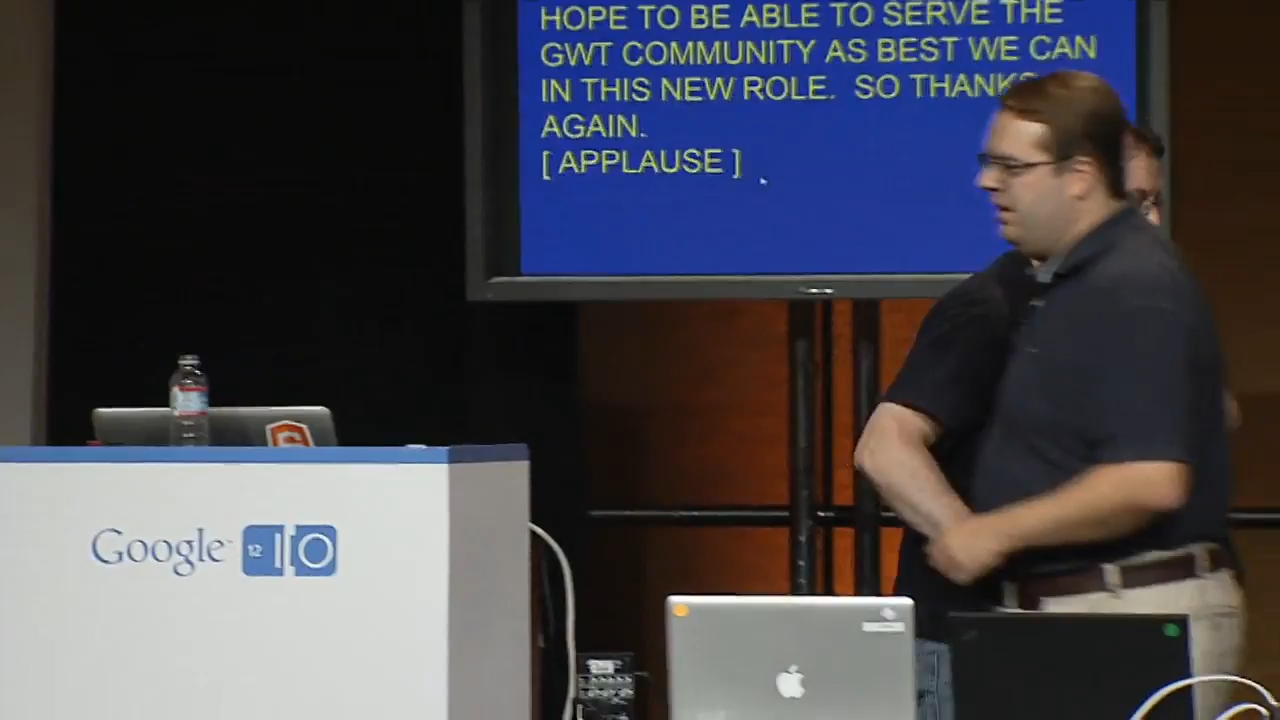 HOPE TO BE ABLE TO SERVE THE
GWT COMMUNITY AS BEST WE CAN
IN THIS NEW ROLE. SO THANKS
AGAIN.
[ APPLAUSE ]
Google 12 I/O